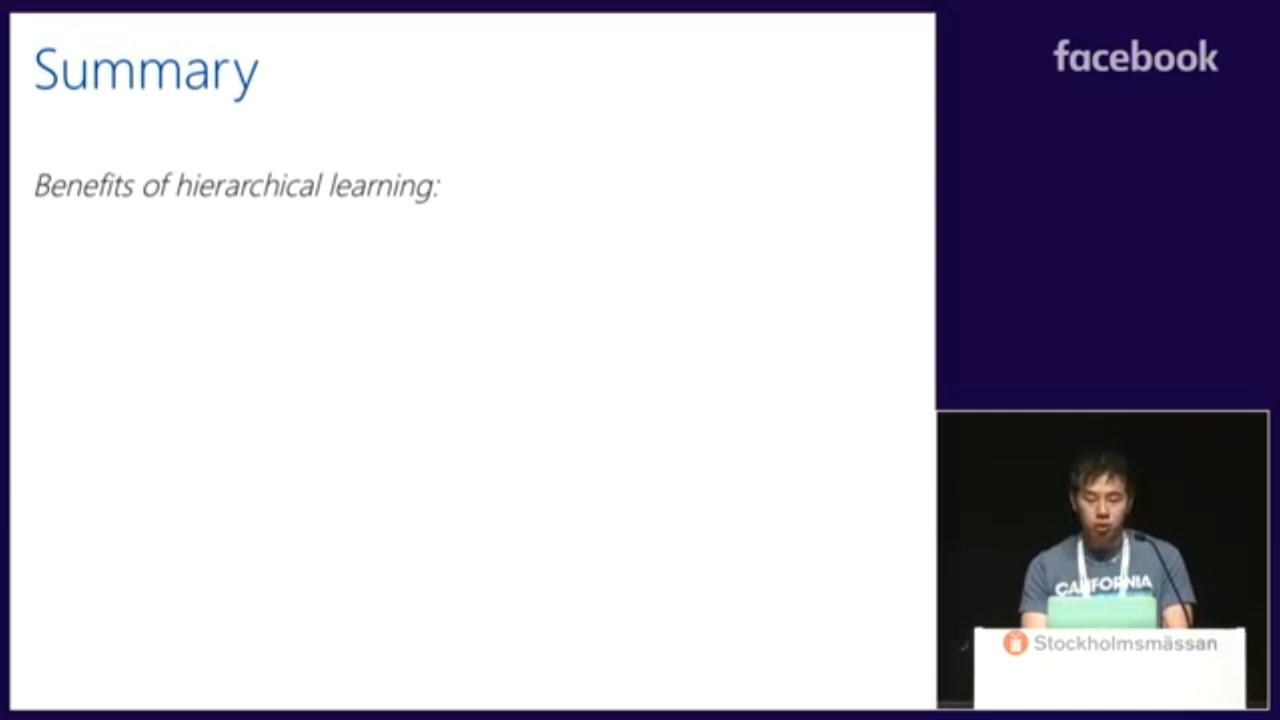 Summary
Benefits of hierarchical learning:
facebook
CALIFORNIA
Stockholmsmässan